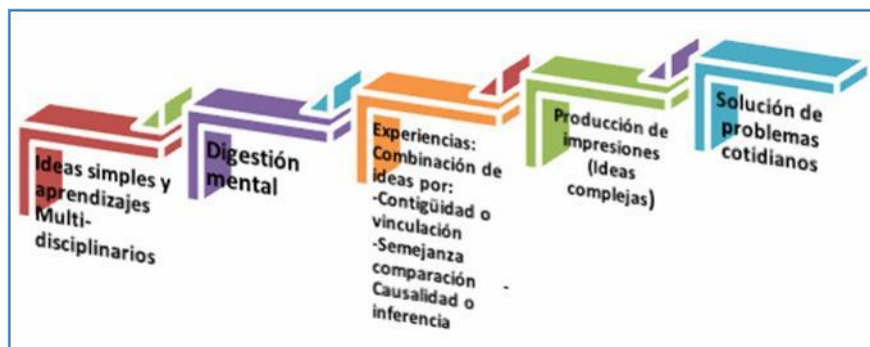 Ideas simples y
aprendizajes
Multi-
disciplinarios
Digestión
mental
Experiencias:
Combinación de
ideas por:
-Contigüidad o
vinculación
-Semejanza
comparación -
Causalidad o
inferencia
Producción de
impresiones
(Ideas
complejas)
Solución de
problemas
cotidianos